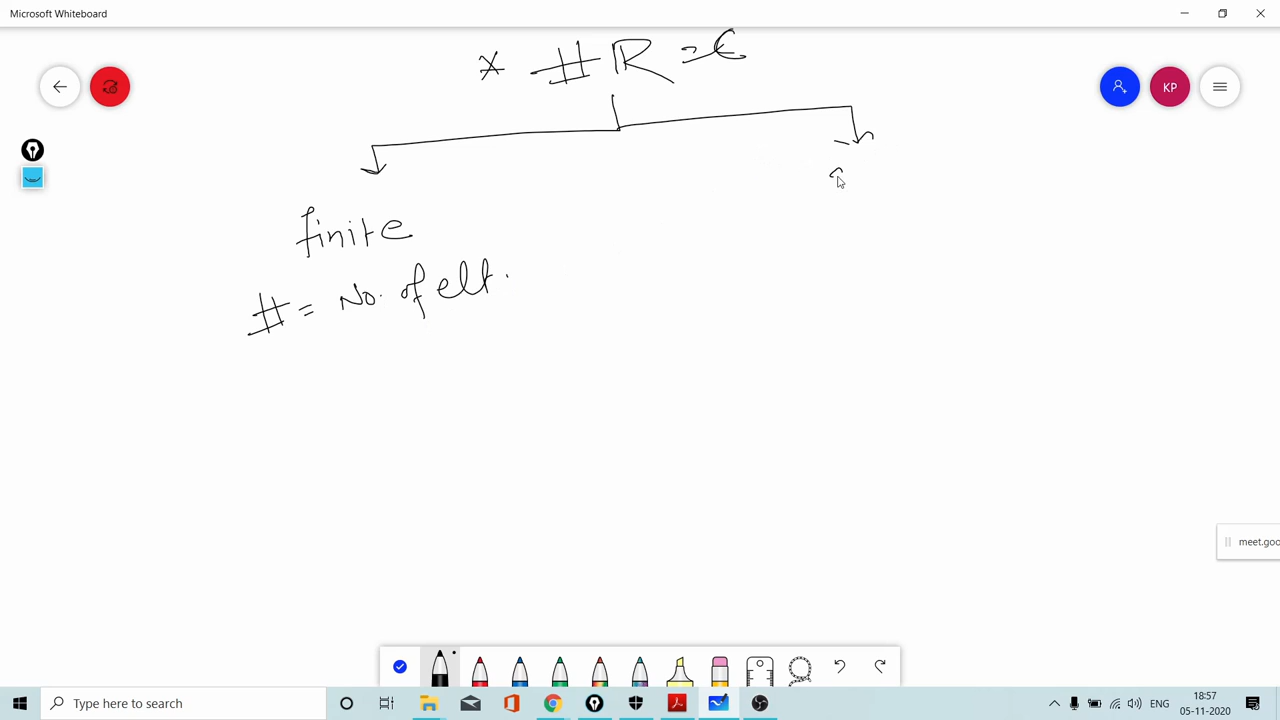 Microsoft Whiteboard
* #R = c
KP
finite
# = No. of elt.
meet.goo
Type here to search
ENG
18:57
05-11-2020